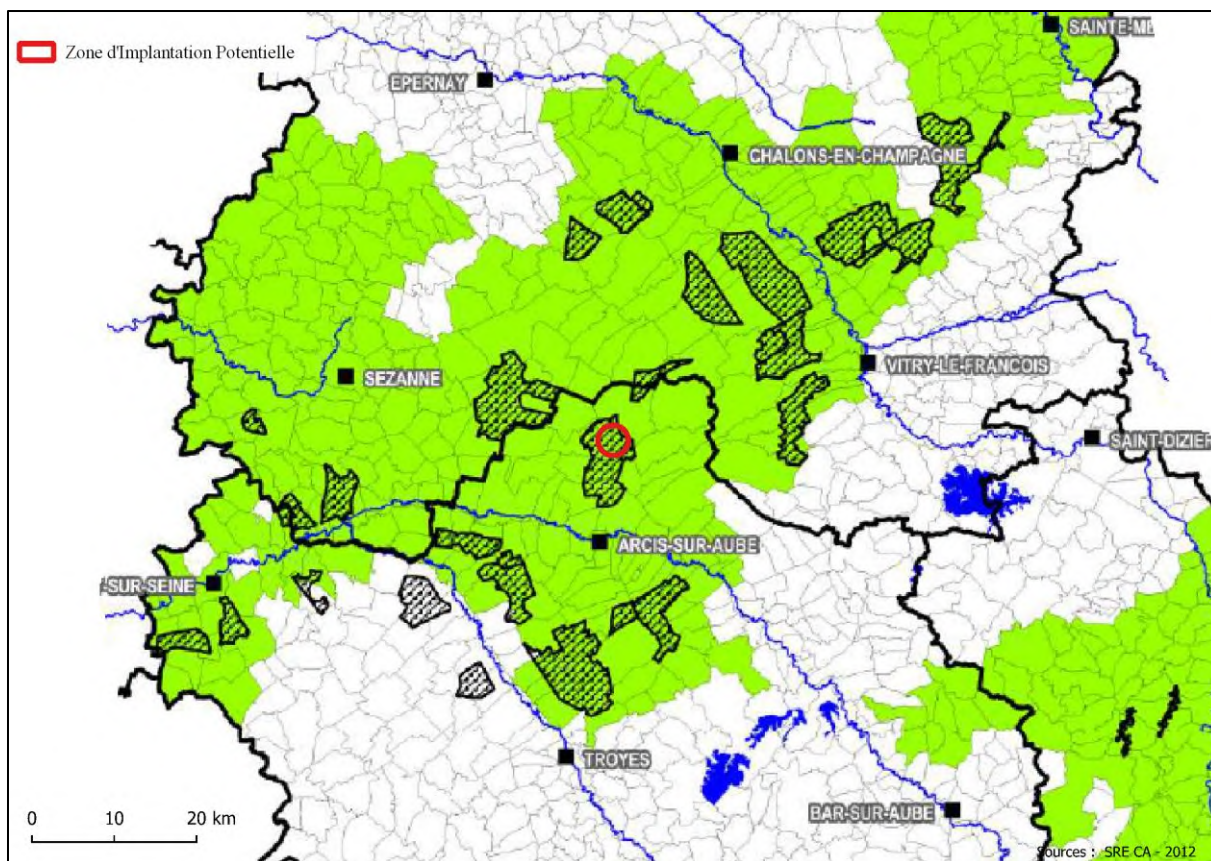 Zone d'Implantation Potentielle
SAINTE-ME
EPERNAY
CHALONS-EN-CHAMPAGNE
VITRY-LE-FRANCOIS
SEZANNE
SAINT-DIZIER
ARCIS-SUR-AUBE
-SUR-SEINE
TROYES
BAR-SUR-AUBE
0 10 20 km
Sources : SRE CA - 2012